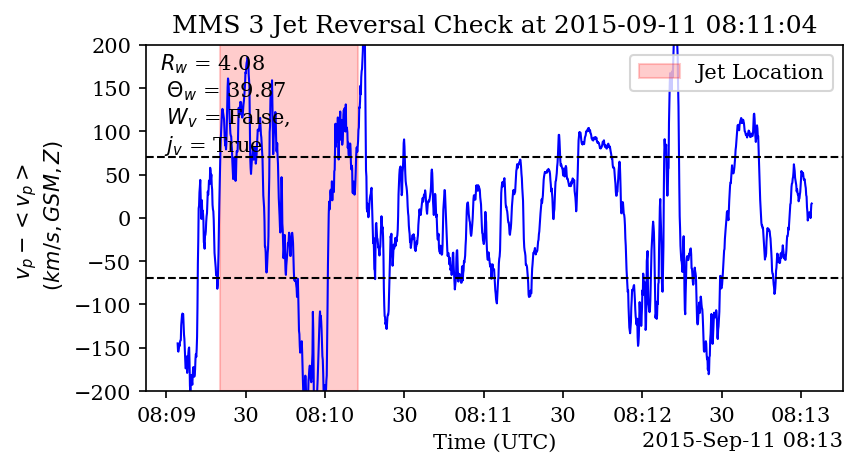 MMS 3 Jet Reversal Check at 2015-09-11 08:11:04
R_w = 4.08
Θ_w = 39.87
W_v = False,
j_v = True
Jet Location
v_p − < v_p >
(km/s, GSM, Z)
200
150
100
50
0
−50
−100
−150
−200
08:09 30 08:10 30 08:11 30 08:12 30 08:13
Time (UTC)
2015-Sep-11 08:13